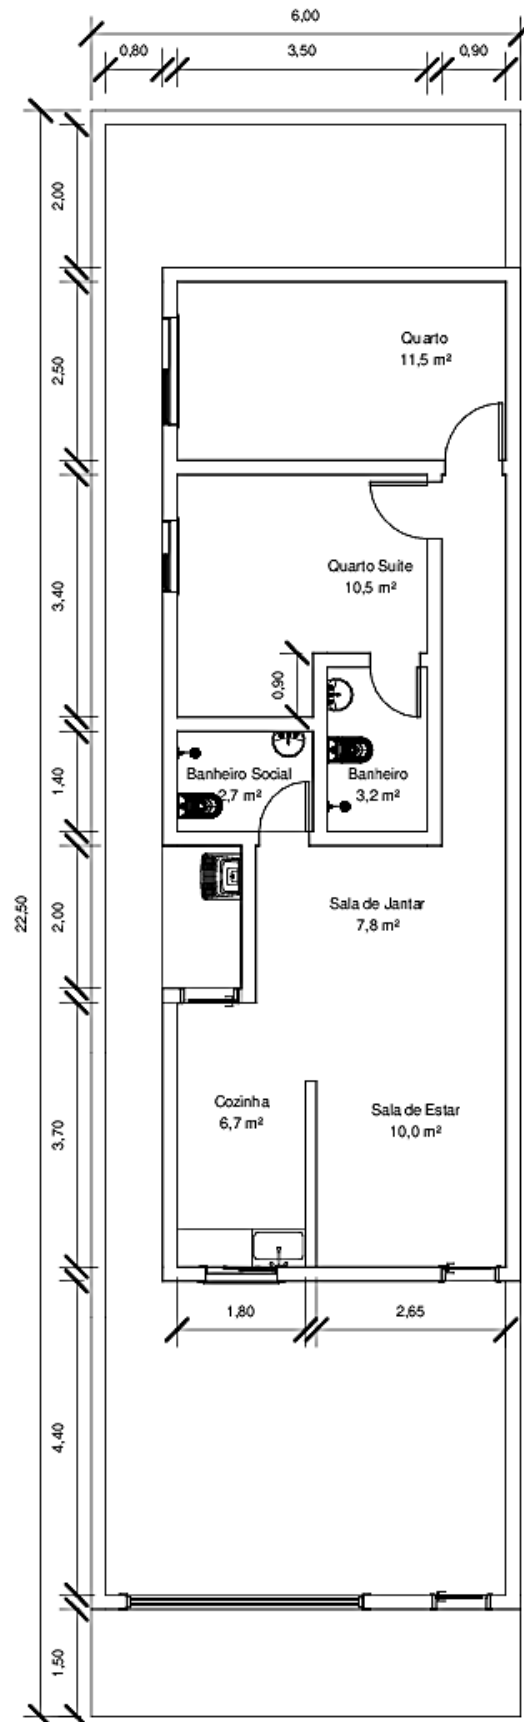 6,00
0,80
3,50
0,90
2,00
Quarto
11,5 m²
2,50
Quarto Suite
10,5 m²
3,40
0,90
Banheiro Social
2,7 m²
Banheiro
3,2 m²
1,40
Sala de Jantar
7,8 m²
22,50
2,00
Cozinha
6,7 m²
Sala de Estar
10,0 m²
3,70
1,80
2,65
4,40
1,50